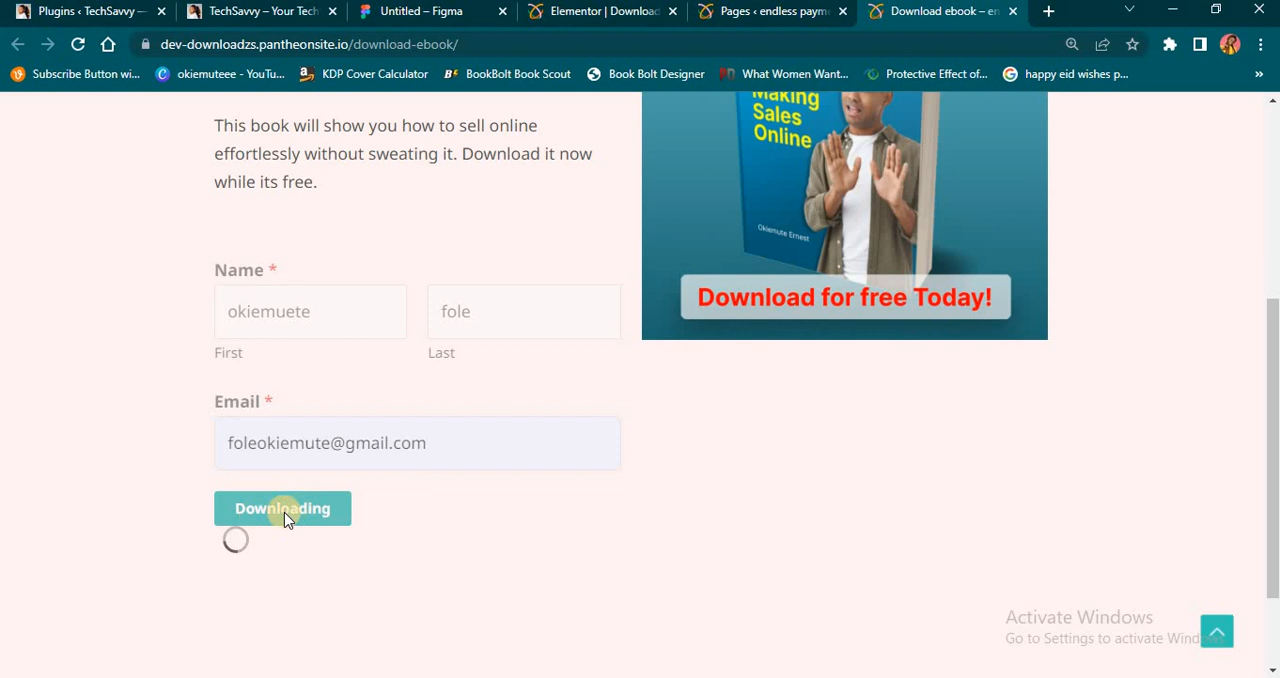 Plugins ‹ TechSavvy —
TechSavvy – Your Tech
Untitled – Figma
Elementor | Download
Pages ‹ endless payme
Download ebook – en
dev-downloadzs.pantheonsite.io/download-ebook/
Subscribe Button wi...
okiemuteee - YouTu...
KDP Cover Calculator
BookBolt Book Scout
Book Bolt Designer
What Women Want...
Protective Effect of...
happy eid wishes p...
This book will show you how to sell online
effortlessly without sweating it. Download it now
while its free.
Making
Sales
Online
Okiemute Ernest
Download for free Today!
Name *
okiemuete
fole
First
Last
Email *
foleokiemute@gmail.com
Downloading
Activate Windows
Go to Settings to activate Windows.